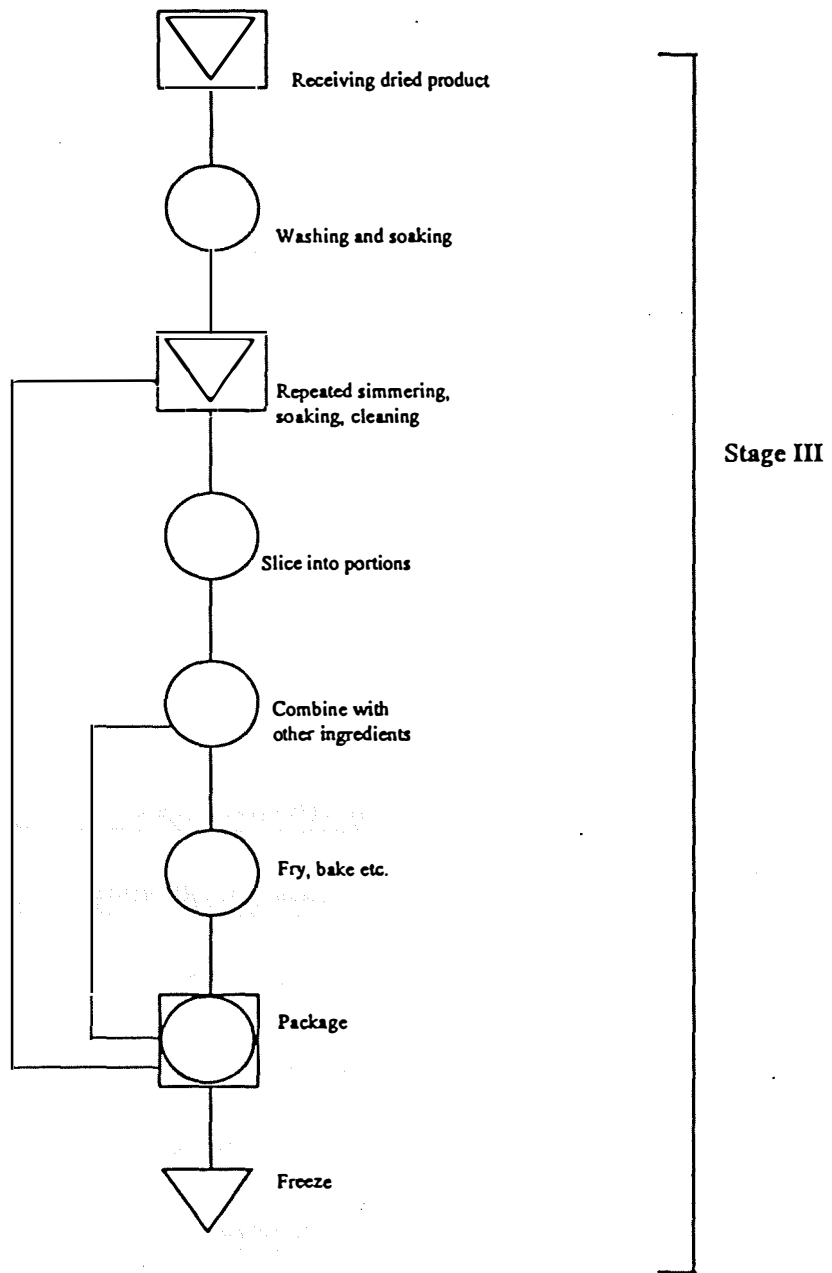 Receiving dried product
Washing and soaking
Repeated simmering,
soaking, cleaning
Stage III
Slice into portions
Combine with
other ingredients
Fry, bake etc.
Package
Freeze